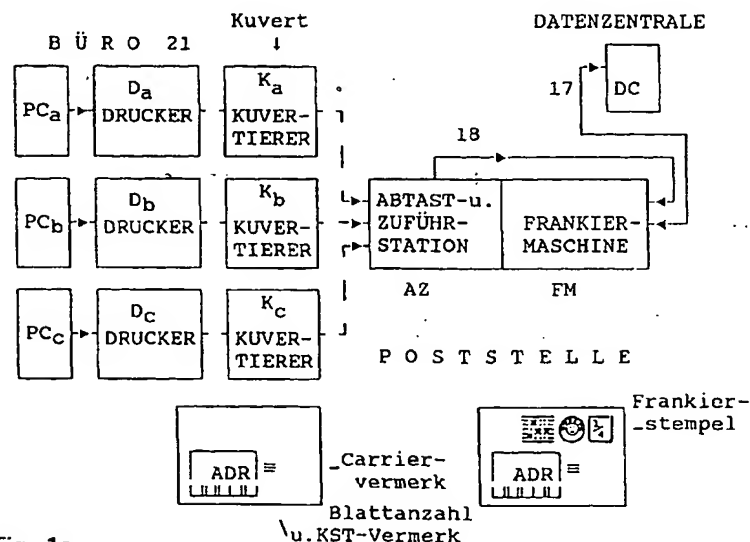 Kuvert
DATENZENTRALE
B Ü R O 21
PCa
Da
DRUCKER
Ka
KUVER-
TIERER
17
DC
18
PCb
Db
DRUCKER
Kb
KUVER-
TIERER
ABTAST-u.
ZUFÜHR-
STATION
FRANKIER-
MASCHINE
AZ
FM
PCc
Dc
DRUCKER
Kc
KUVER-
TIERER
P O S T S T E L L E
ADR
Carrier-
vermerk
Blattanzahl
u.KST-Vermerk
ADR
Frankier-
stempel